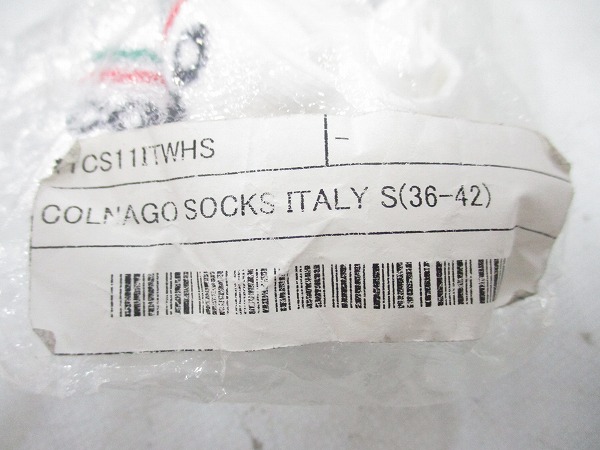 CS11ITWHS -
COLNAGO SOCKS ITALY S(36-42)